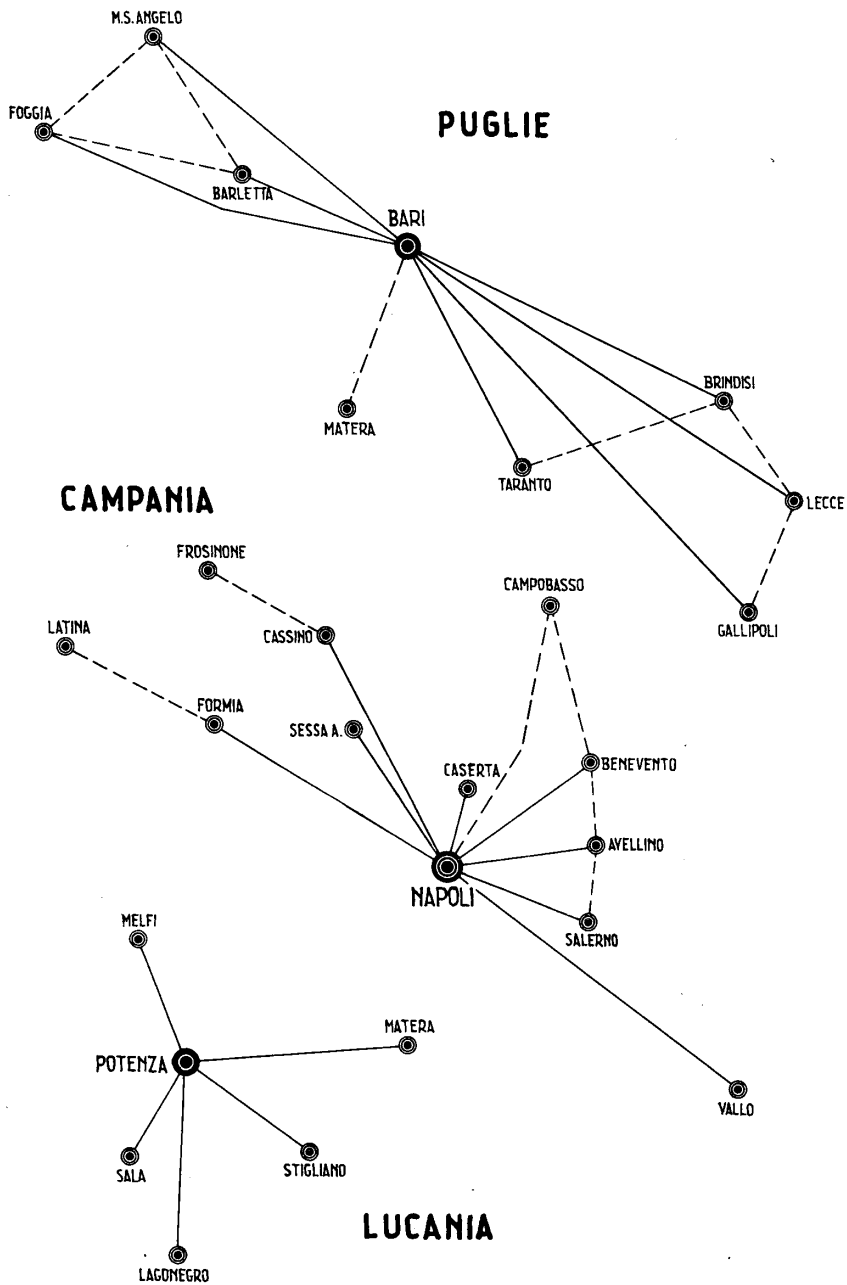 M.S.ANGELO
FOGGIA
PUGLIE
BARLETTA
BARI
BRINDISI
MATERA
TARANTO
LECCE
CAMPANIA
FROSINONE
CAMPOBASSO
LATINA
CASSINO
GALLIPOLI
FORMIA
SESSA A.
CASERTA
BENEVENTO
AVELLINO
NAPOLI
MELFI
SALERNO
MATERA
POTENZA
VALLO
SALA
STIGLIANO
LUCANIA
LAGONEGRO